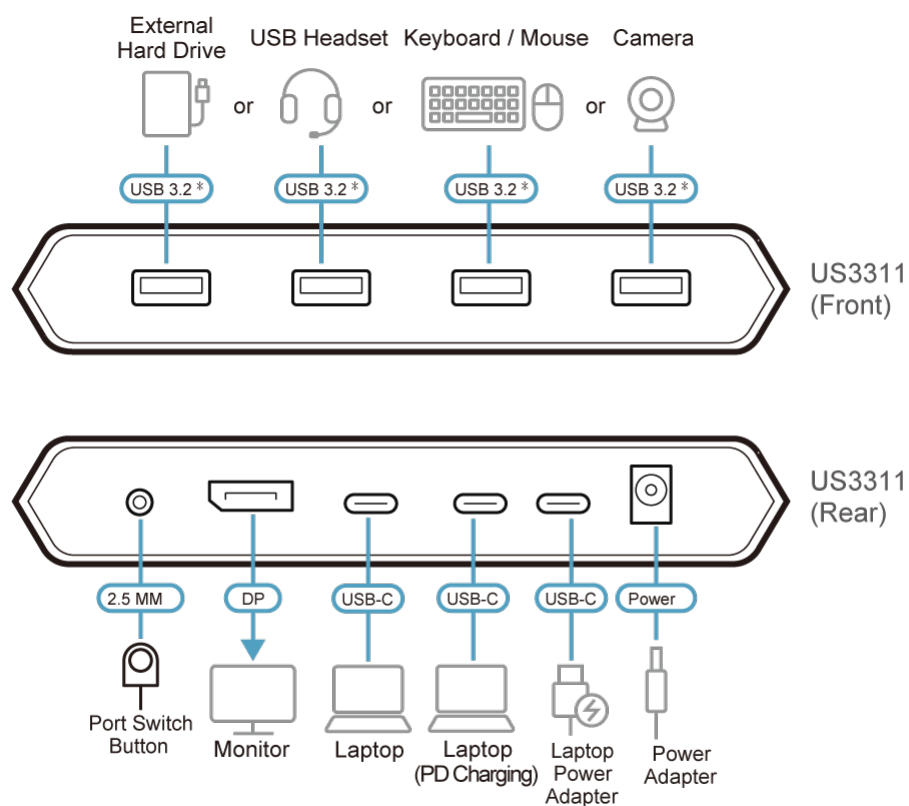 External
Hard Drive
USB Headset
Keyboard / Mouse
Camera
or
or
or
USB 3.2 *
USB 3.2 *
USB 3.2 *
USB 3.2 *
US3311
(Front)
US3311
(Rear)
2.5 MM
DP
USB-C
USB-C
USB-C
Power
Port Switch
Button
Monitor
Laptop
Laptop
(PD Charging)
Laptop
Power
Adapter
Power
Adapter